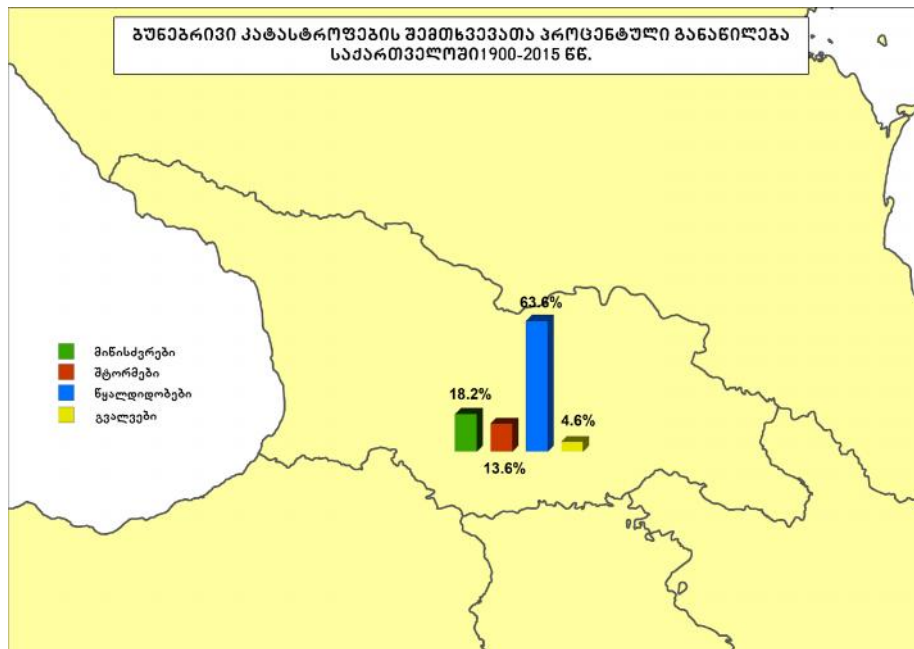 ბუნებრივი კატასტროფების შემთხვევათა პროცენტული განაწილება
საქართველოში1900-2015 წწ.
63.6%
მიწისძვრები
შტორმები
18.2%
წყალდიდობები
გვალვები
4.6%
13.6%